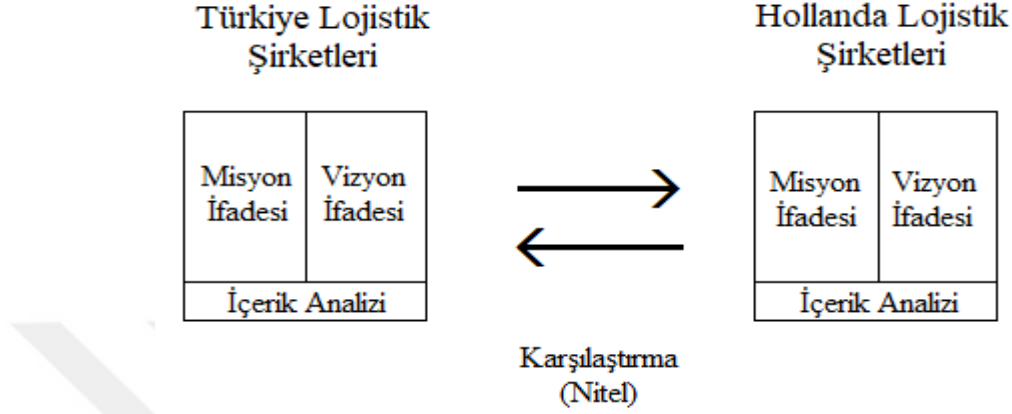 Türkiye Lojistik
Şirketleri
Hollanda Lojistik
Şirketleri
Misyon
İfadesi
Vizyon
İfadesi
İçerik Analizi
Misyon
İfadesi
Vizyon
İfadesi
İçerik Analizi
Karşılaştırma
(Nitel)